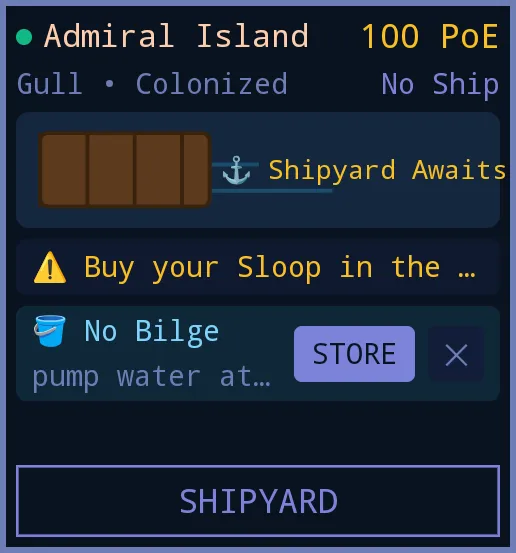 Admiral Island 100 PoE
Gull • Colonized No Ship
⚓ Shipyard Awaits
⚠️ Buy your Sloop in the …
🪣 No Bilge
pump water at…
STORE
SHIPYARD